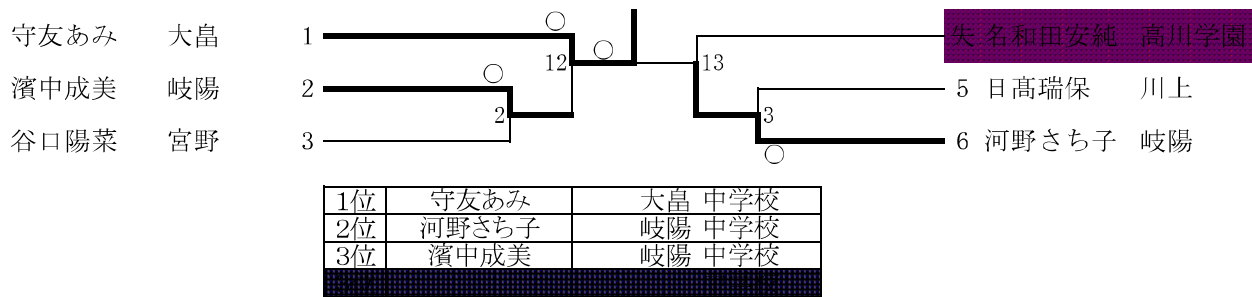 守友あみ 大畠 1 12 13 失 名和田安純 高川学園
濱中成美 岐陽 2 5 日髙瑞保 川上
2 3
谷口陽菜 宮野 3 6 河野さち子 岐陽
1位 守友あみ 大畠 中学校
2位 河野さち子 岐陽 中学校
3位 濱中成美 岐陽 中学校